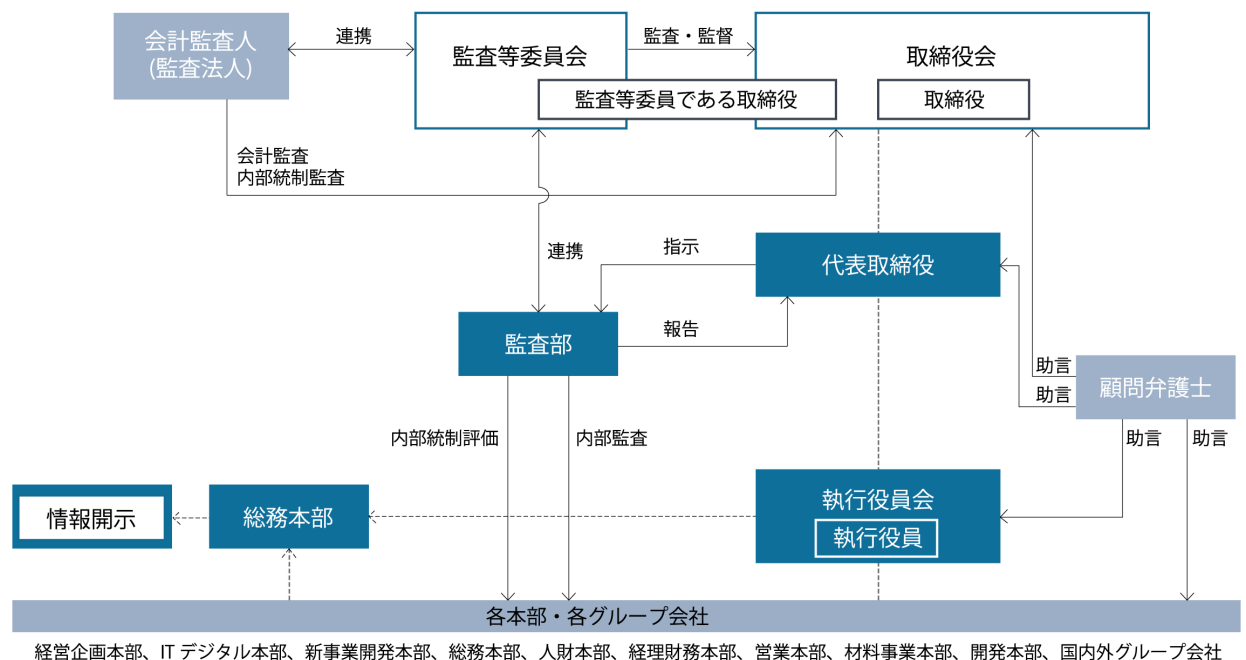 会計監査人
(監査法人)
連携
監査等委員会
監査・監督
取締役会
監査等委員である取締役
取締役
会計監査
内部統制監査
連携
指示
代表取締役
監査部
報告
助言
助言
顧問弁護士
内部統制評価
内部監査
助言
助言
情報開示
総務本部
執行役員会
執行役員
各本部・各グループ会社
経営企画本部、IT デジタル本部、新事業開発本部、総務本部、人財本部、経理財務本部、営業本部、材料事業本部、開発本部、国内外グループ会社